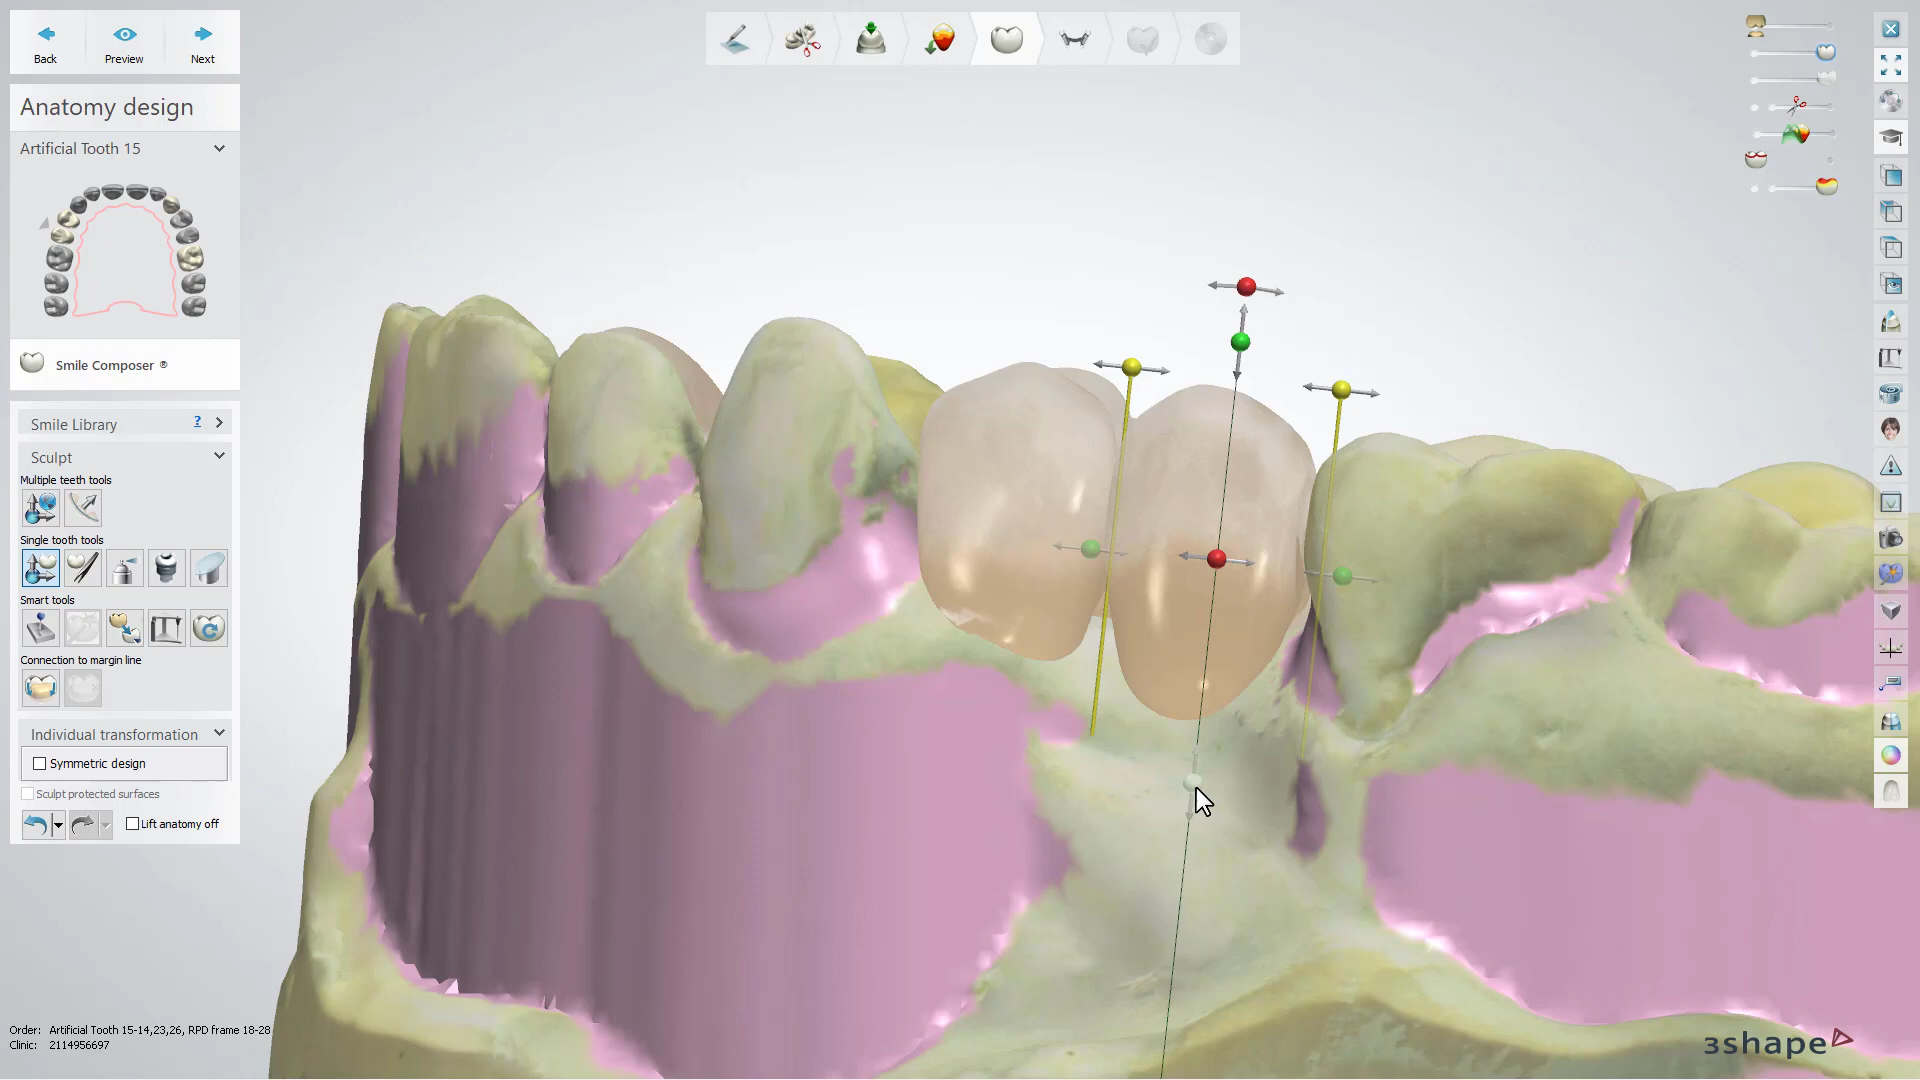 Back
Preview
Next
Anatomy design
Artificial Tooth 15
Smile Composer ®
Smile Library ?
Sculpt
Multiple teeth tools
Single tooth tools
Smart tools
Connection to margin line
Individual transformation
Symmetric design
Sculpt protected surfaces
Lift anatomy off
Order: Artificial Tooth 15-14,23,26, RPD frame 18-28
Clinic: 2114956697
3shape